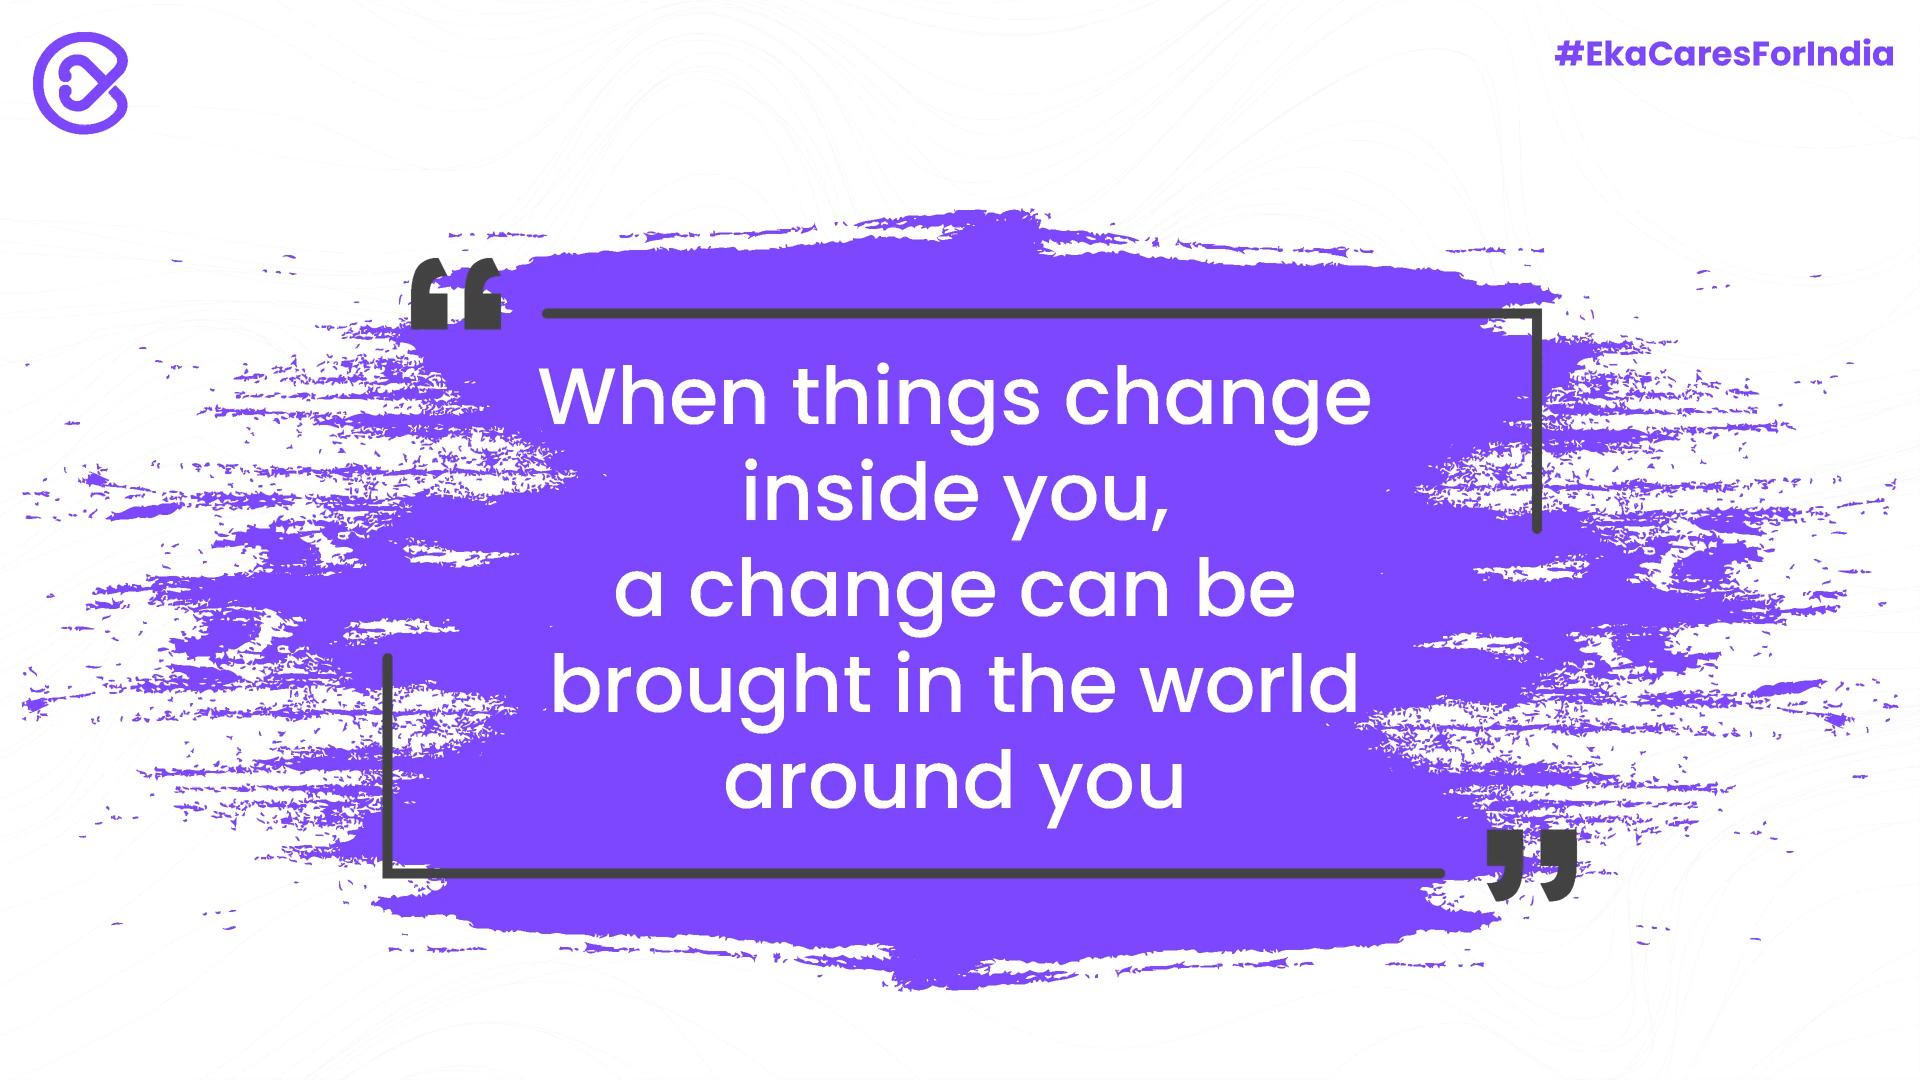 #EkaCaresForIndia
“
When things change
inside you,
a change can be
brought in the world
around you
”